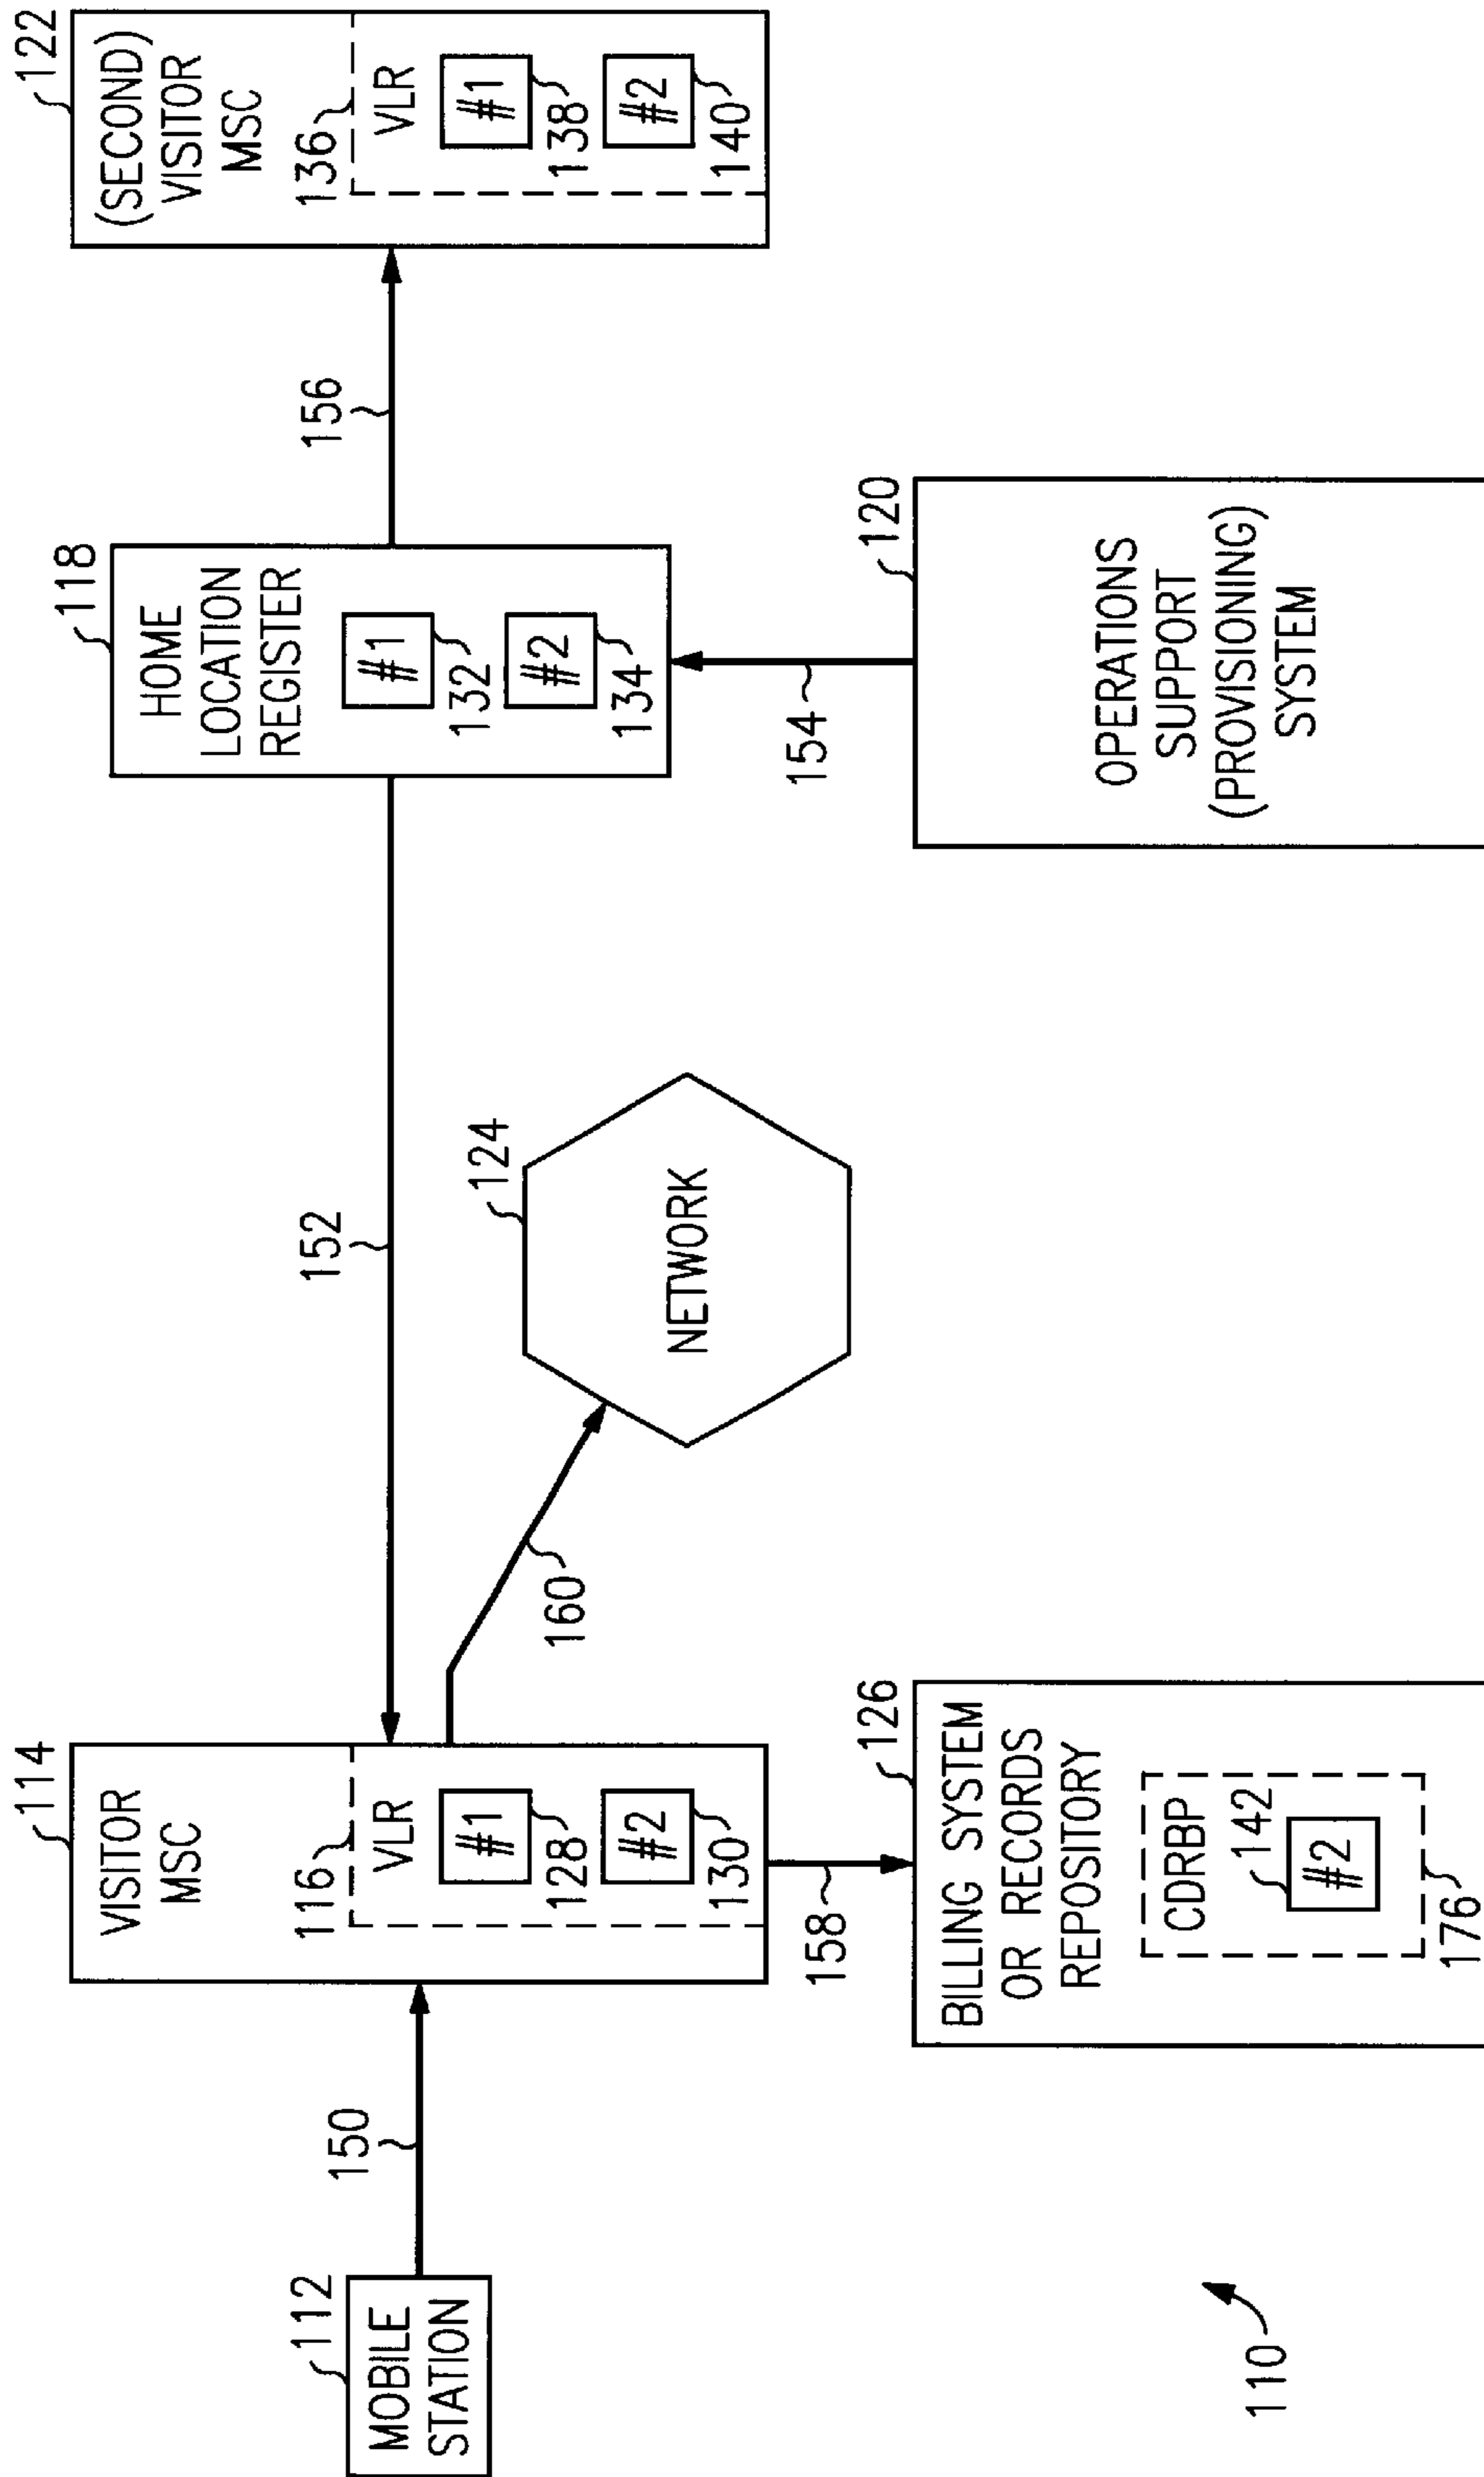 112
MOBILE
STATION
150
114
VISITOR
MSC
116
VLR
#1
128
#2
130
158
126
BILLING SYSTEM
OR RECORDS
REPOSITORY
CDRBP
142
#2
176
160
124
NETWORK
152
118
HOME
LOCATION
REGISTER
#1
132
#2
134
154
120
OPERATIONS
SUPPORT
(PROVISIONING)
SYSTEM
156
122
(SECOND)
VISITOR
MSC
136
VLR
#1
138
#2
140
110